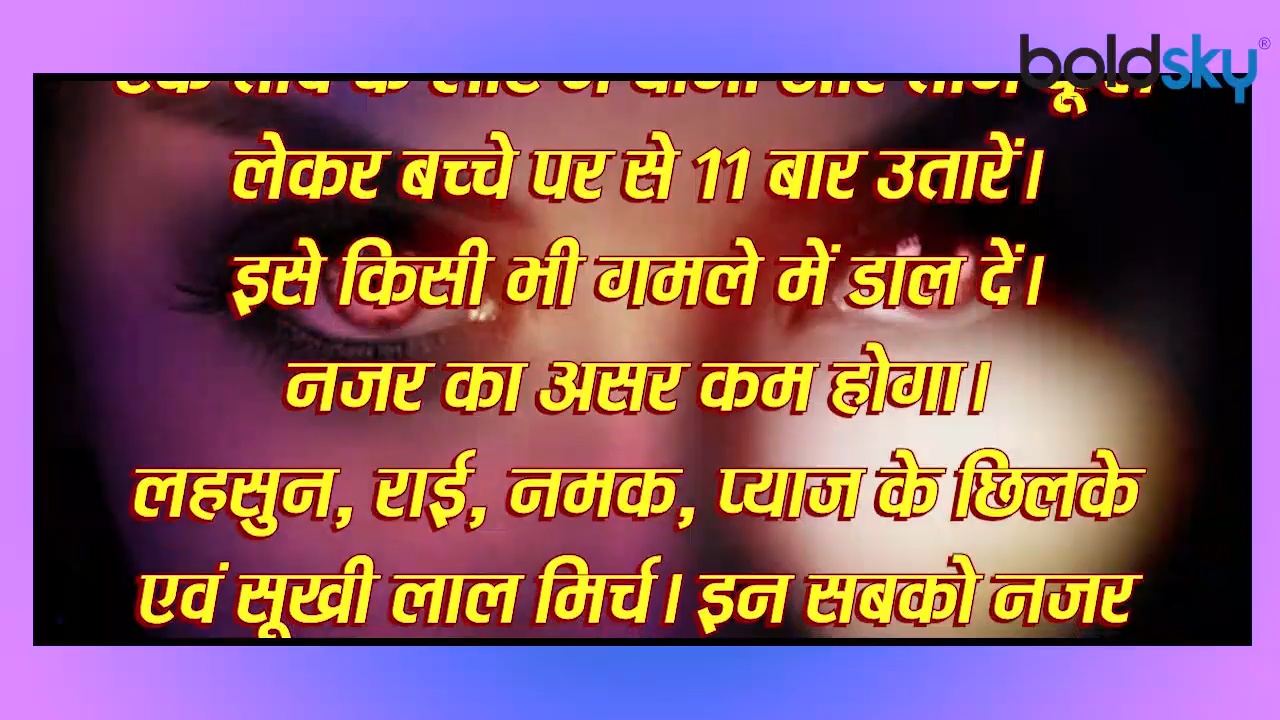 boldsky®
लेकर बच्चे पर से 11 बार उतारें।
इसे किसी भी गमले में डाल दें।
नजर का असर कम होगा।
लहसुन, राई, नमक, प्याज के छिलके
एवं सूखी लाल मिर्च। इन सबको नजर